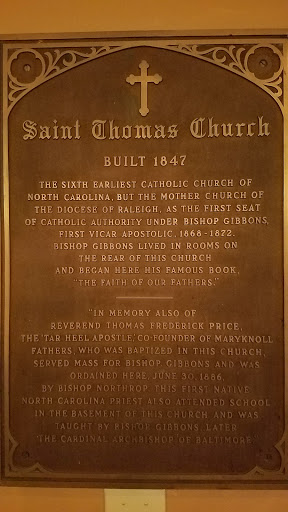 Saint Thomas Church
BUILT 1847
THE SIXTH EARLIEST CATHOLIC CHURCH OF
NORTH CAROLINA, BUT THE MOTHER CHURCH OF
THE DIOCESE OF RALEIGH, AS THE FIRST SEAT
OF CATHOLIC AUTHORITY UNDER BISHOP GIBBONS,
FIRST VICAR APOSTOLIC, 1868-1872.
BISHOP GIBBONS LIVED IN ROOMS ON
THE REAR OF THIS CHURCH
AND BEGAN HERE HIS FAMOUS BOOK,
"THE FAITH OF OUR FATHERS."
"IN MEMORY ALSO OF
REVEREND THOMAS FREDERICK PRICE,
THE TAR HEEL APOSTLE, CO-FOUNDER OF MARYKNOLL
FATHERS, WHO WAS BAPTIZED IN THIS CHURCH,
SERVED MASS FOR BISHOP GIBBONS AND WAS
ORDAINED HERE, JUNE 30, 1886,
BY BISHOP NORTHROP. THIS FIRST NATIVE
NORTH CAROLINA PRIEST ALSO ATTENDED SCHOOL
IN THE BASEMENT OF THIS CHURCH AND WAS
TAUGHT BY BISHOP GIBBONS, LATER
THE CARDINAL ARCHBISHOP OF BALTIMORE"